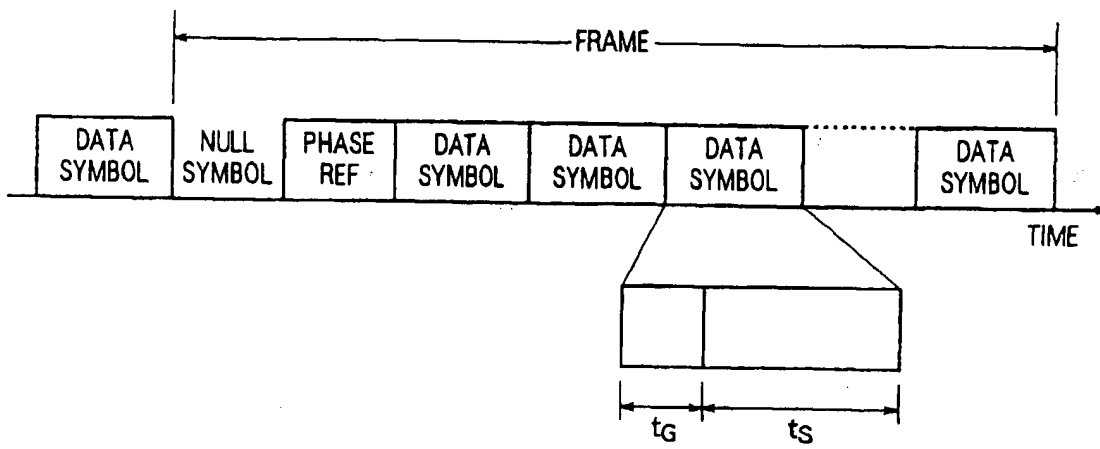 FRAME
DATA
SYMBOL
NULL
SYMBOL
PHASE
REF
DATA
SYMBOL
DATA
SYMBOL
DATA
SYMBOL
DATA
SYMBOL
TIME
tG
tS